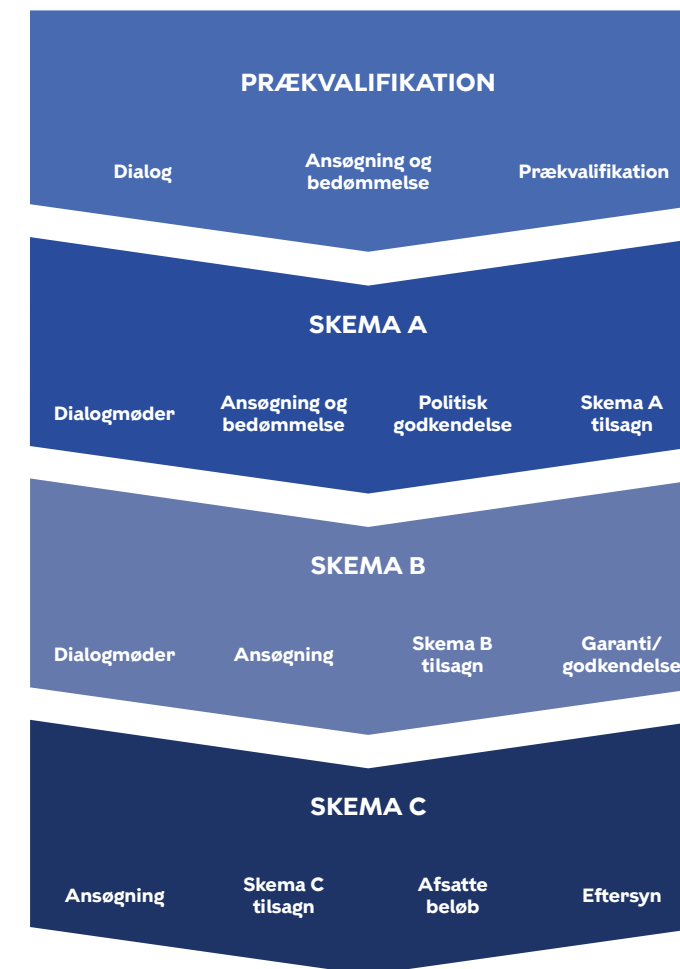 PRÆKVALIFIKATION
Dialog
Ansøgning og
bedømmelse
Prækvalifikation
SKEMA A
Dialogmøder
Ansøgning og
bedømmelse
Politisk
godkendelse
Skema A
tilsagn
SKEMA B
Dialogmøder
Ansøgning
Skema B
tilsagn
Garanti/
godkendelse
SKEMA C
Ansøgning
Skema C
tilsagn
Afsatte
beløb
Eftersyn